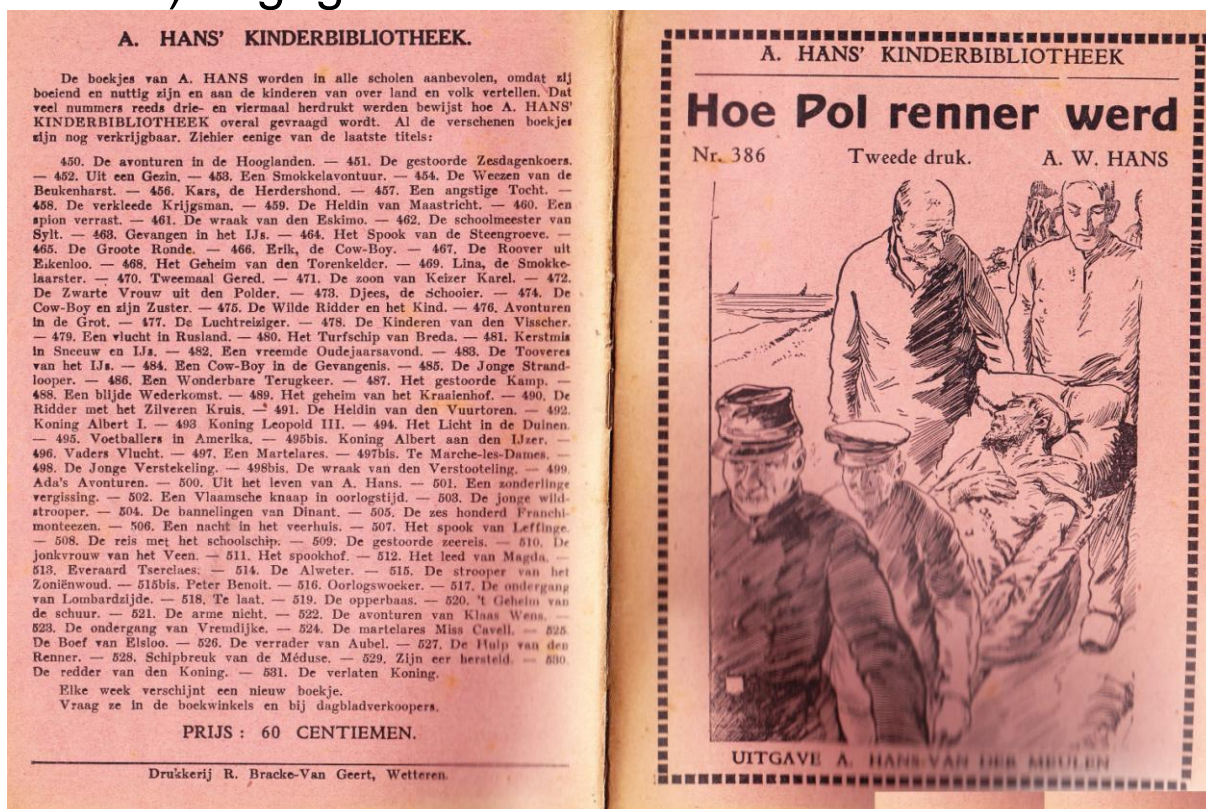 A. HANS' KINDERBIBLIOTHEEK.
De boekjes van A. HANS worden in alle scholen aanbevolen, omdat zij
boeiend en nuttig zijn en aan de kinderen van over land en volk vertellen. Dat
veel nummers reeds drie- en viermaal herdrukt werden bewijst hoe A. HANS'
KINDERBIBLIOTHEEK overal gevraagd wordt. Al de verschenen boekjes
zijn nog verkrijgbaar. Ziehier eenige van de laatste titels:
450. De avonturen in de Hooglanden. — 451. De gestoorde Zesdagenkoers.
— 452. Uit een Gezin. — 453. Een Smokkelavontuur. — 454. De Weezen van de
Beukenharst. — 456. Kars, de Herdershond. — 457. Een angstige Tocht. —
458. De verkleede Krijgsman. — 459. De Heldin van Maastricht. — 460. Een
spion verrast. — 461. De wraak van den Eskimo. — 462. De schoolmeester van
Sylt. — 463. Gevangen in het IJs. — 464. Het Spook van de Steengroeve. —
465. De Groote Ronde. — 466. Erik, de Cow-Boy. — 467. De Roover uit
Eikenloo. — 468. Het Geheim van den Torenkelder. — 469. Lina, de Smokke-
laarster. — 470. Tweemaal Gered. — 471. De zoon van Keizer Karel. — 472.
De Zwarte Vrouw uit den Polder. — 473. Djees, de Schooier. — 474. De
Cow-Boy en zijn Zuster. — 475. De Wilde Ridder en het Kind. — 476. Avonturen
in de Grot. — 477. De Luchtreiziger. — 478. De Kinderen van den Visscher.
— 479. Een vlucht in Rusland. — 480. Het Turfschip van Breda. — 481. Kerstmis
in Sneeuw en IJs. — 482. Een vreemde Oudejaarsavond. — 483. De Tooveres
van het IJs. — 484. Een Cow-Boy in de Gevangenis. — 485. De Jonge Strand-
looper. — 486. Een Wonderbare Terugkeer. — 487. Het gestoorde Kamp. —
488. Een blijde Wederkomst. — 489. Het geheim van het Kraaienhof. — 490. De
Ridder met het Zilveren Kruis. — 491. De Heldin van den Vuurtoren. — 492.
Koning Albert I. — 493 Koning Leopold III. — 494. Het Licht in de Duinen.
— 495. Voetballers in Amerika. — 495bis. Koning Albert aan den IJzer. —
496. Vaders Vlucht. — 497. Een Martelares. — 497bis. Te Marche-les-Dames. —
498. De Jonge Verstekeling. — 498bis. De wraak van den Verstooteling. — 499.
Ada's Avonturen. — 500. Uit het leven van A. Hans. — 501. Een zonderlinge
vergissing. — 502. Een Vlaamsche knaap in oorlogstijd. — 503. De jonge wild-
strooper. — 504. De bannelingen van Dinant. — 505. De zes honderd Franchi-
monteezen. — 506. Een nacht in het veerhuis. — 507. Het spook van Leffinge.
— 508. De reis met het schoolschip. — 509. De gestoorde zeereis. — 510. De
jonkvrouw van het Veen. — 511. Het spookhof. — 512. Het leed van Magda. —
513. Everaard Tserclaes. — 514. De Alweter. — 515. De strooper van het
Zoniënwoud. — 515bis. Peter Benoit. — 516. Oorlogswoeker. — 517. De ondergang
van Lombardzijde. — 518. Te laat. — 519. De opperbaas. — 520. 't Geheim van
de schuur. — 521. De arme nicht. — 522. De avonturen van Klaas Wens. —
523. De ondergang van Vremdijke. — 524. De martelares Miss Cavell. — 525.
De Boef van Elsloo. — 526. De verrader van Aubel. — 527. De Hulp van den
Renner. — 528. Schipbreuk van de Méduse. — 529. Zijn eer hersteld. — 530.
De redder van den Koning. — 531. De verlaten Koning.
Elke week verschijnt een nieuw boekje.
Vraag ze in de boekwinkels en bij dagbladverkoopers.
PRIJS : 60 CENTIEMEN.
Drukkerij R. Bracke-Van Geert, Wetteren.
A. HANS' KINDERBIBLIOTHEEK
Hoe Pol renner werd
Nr. 386 Tweede druk. A. W. HANS
UITGAVE A. HANS-VAN DER MEULEN